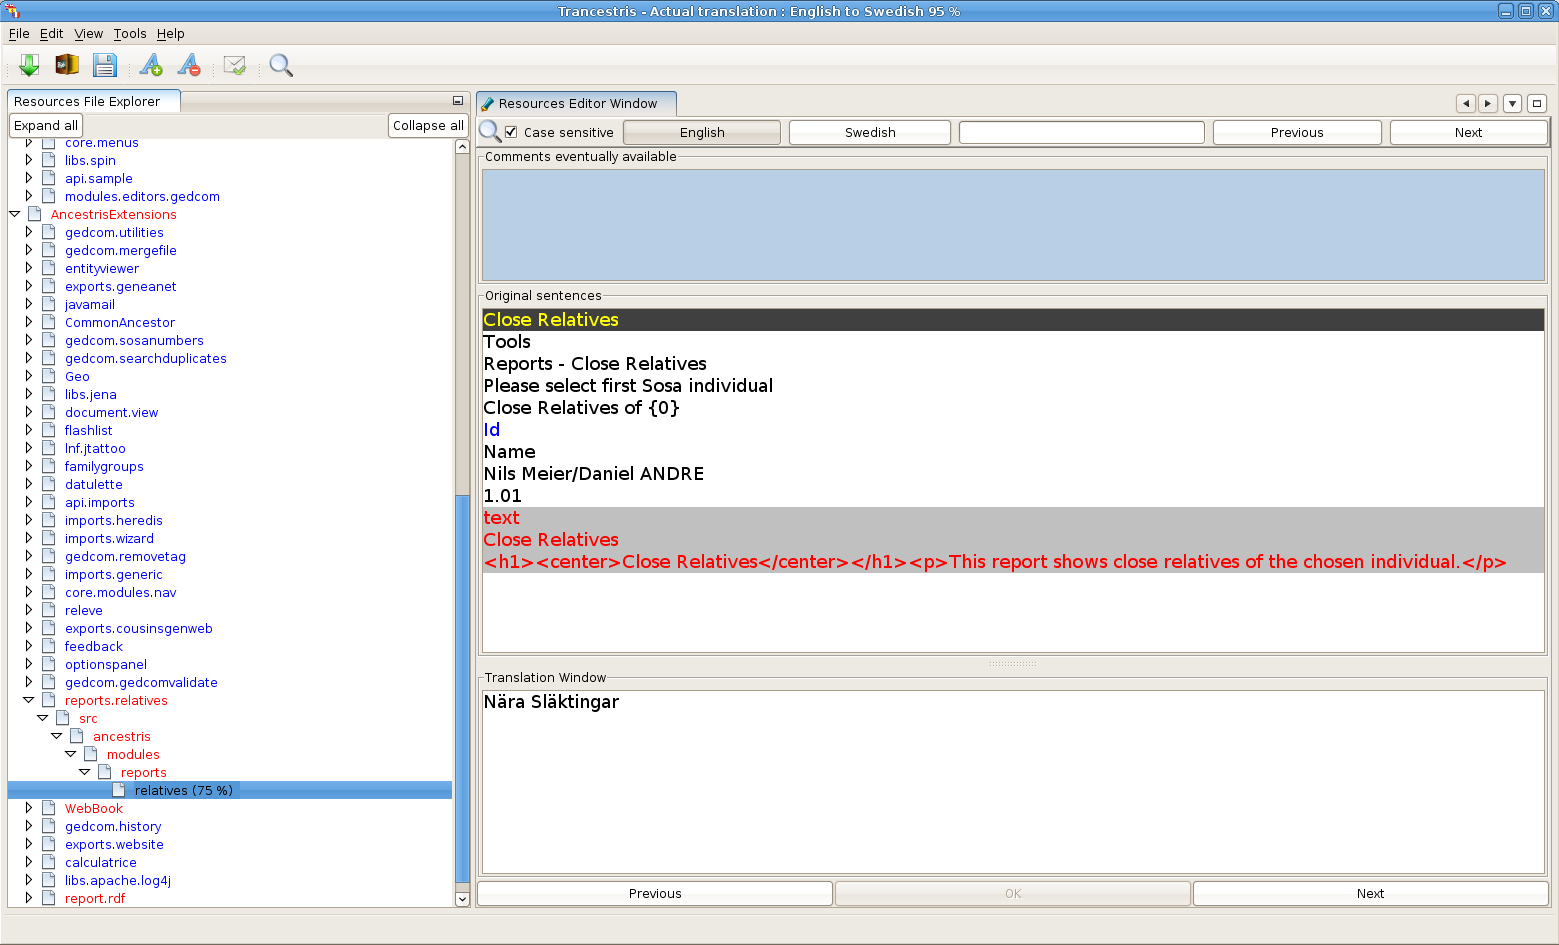 Trancestris - Actual translation : English to Swedish 95 %
File Edit View Tools Help
Resources File Explorer
Expand all Collapse all
core.menus
libs.spin
api.sample
modules.editors.gedcom
AncestrisExtensions
gedcom.utilities
gedcom.mergefile
entityviewer
exports.geneanet
javamail
CommonAncestor
gedcom.sosanumbers
gedcom.searchduplicates
Geo
libs.jena
document.view
flashlist
lnf.jtattoo
familygroups
datulette
api.imports
imports.heredis
imports.wizard
gedcom.removetag
imports.generic
core.modules.nav
releve
exports.cousinsgenweb
feedback
optionspanel
gedcom.gedcomvalidate
reports.relatives
src
ancestris
modules
reports
relatives (75 %)
WebBook
gedcom.history
exports.website
calculatrice
libs.apache.log4j
report.rdf
Resources Editor Window
Case sensitive English Swedish Previous Next
Comments eventually available
Original sentences
Close Relatives
Tools
Reports - Close Relatives
Please select first Sosa individual
Close Relatives of {0}
Id
Name
Nils Meier/Daniel ANDRE
1.01
text
Close Relatives
<h1><center>Close Relatives</center></h1><p>This report shows close relatives of the chosen individual.</p>
Translation Window
Nära Släktingar
Previous OK Next